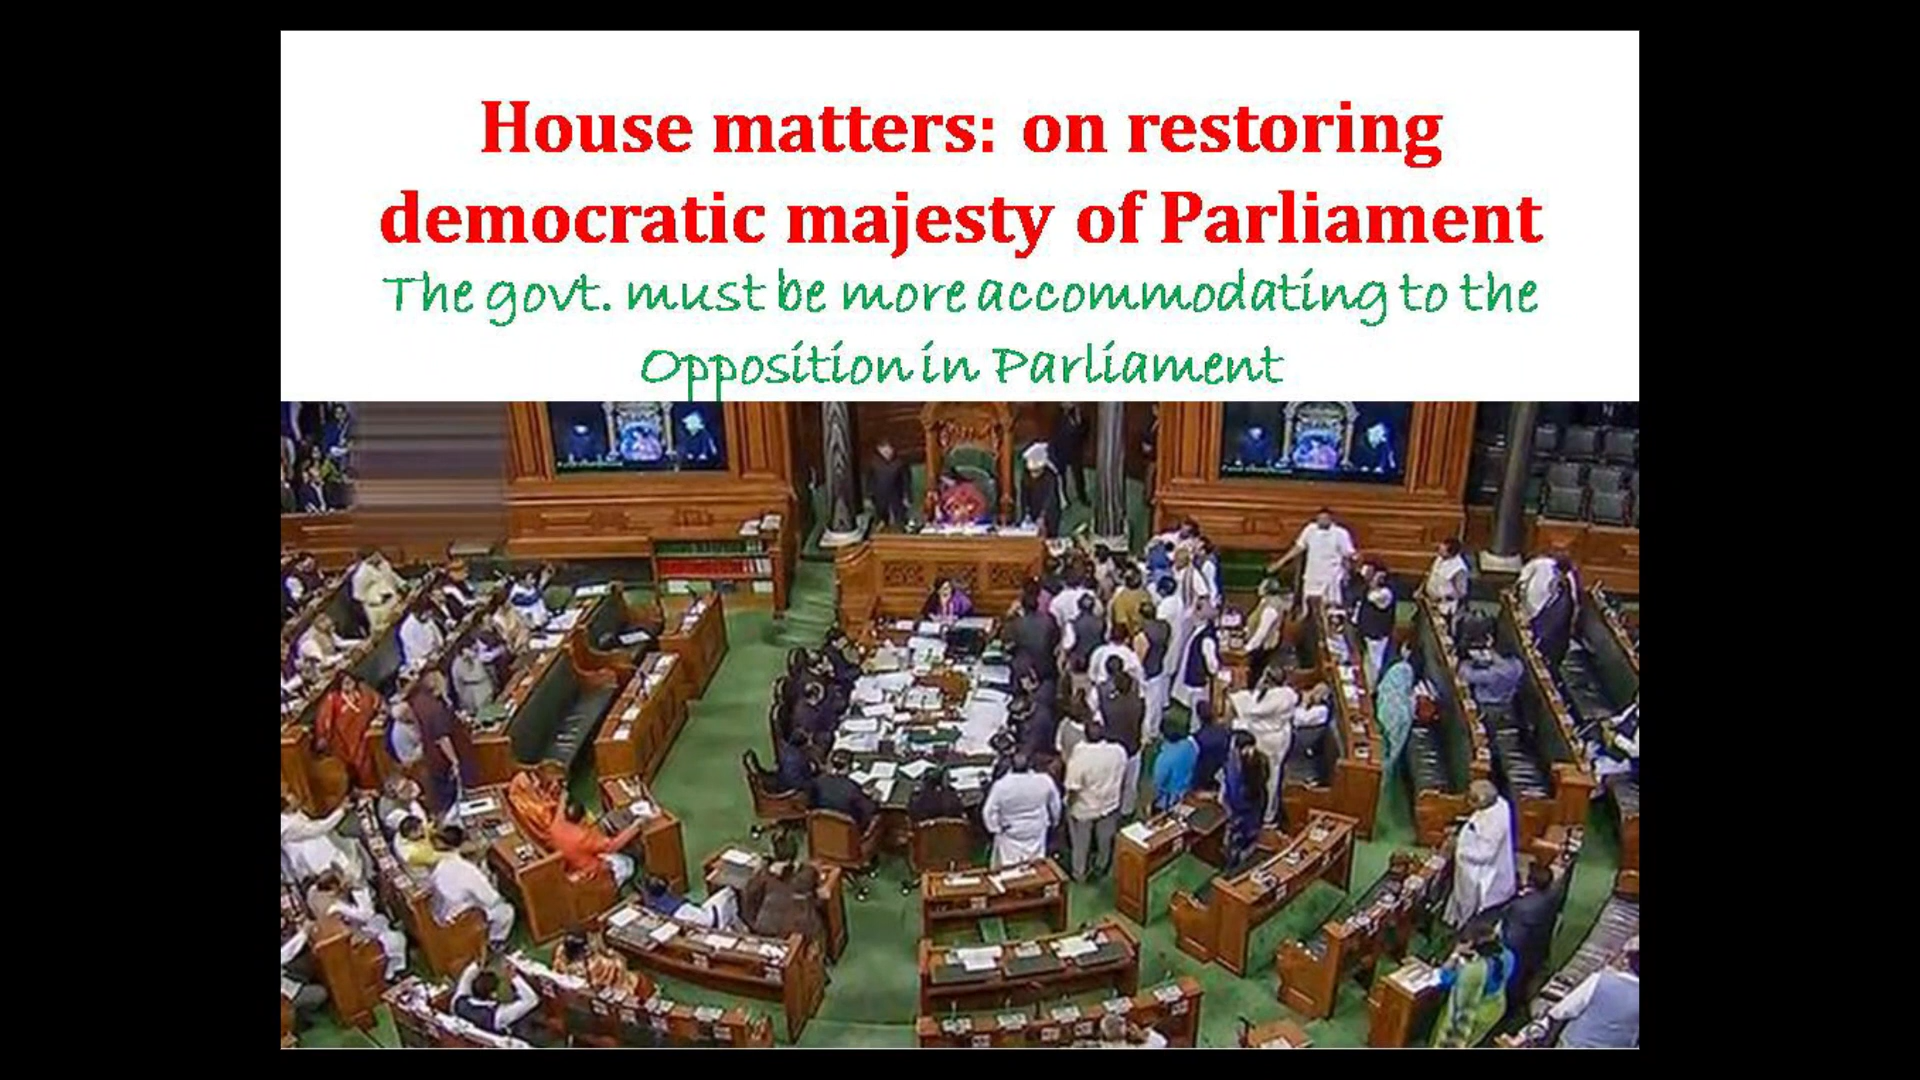 House matters: on restoring
democratic majesty of Parliament
The govt. must be more accommodating to the
Opposition in Parliament